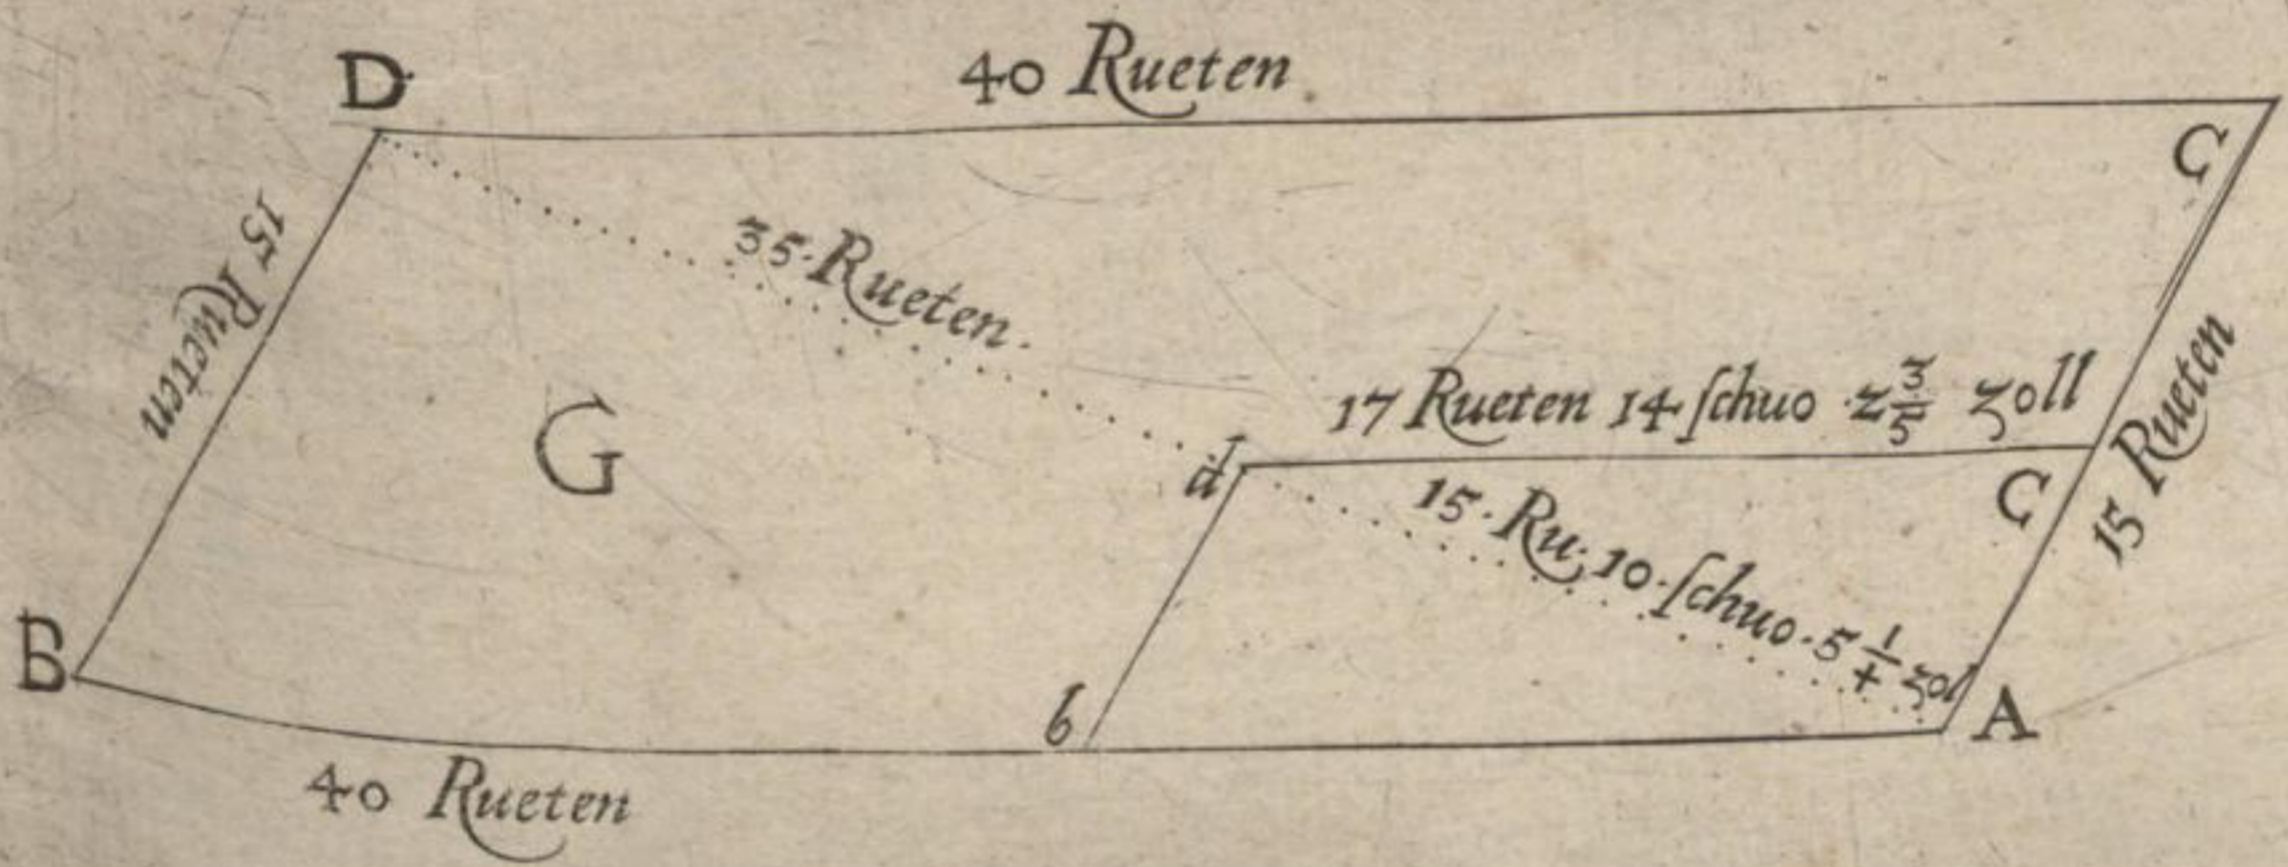 D
40 Rueten
C
15 Rueten
35. Rueten.
G
17 Rueten 14 ſchuo 2 3/5 zoll
d
C
15. Ru. 10. ſchuo. 5 1/4 zol
15 Rueten
B
b
A
40 Rueten